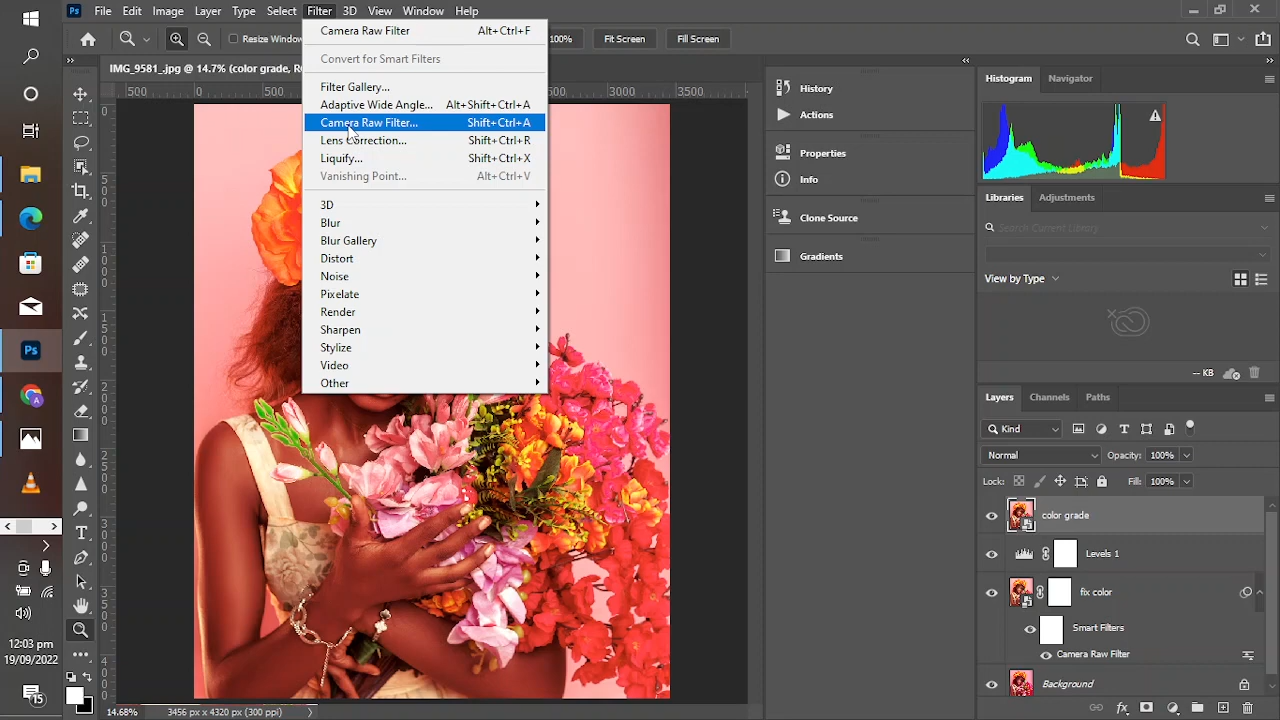 Ps File Edit Image Layer Type Select Filter 3D View Window Help
Resize Window 100% Fit Screen Fill Screen
IMG_9581_.jpg @ 14.7% (color grade, R
500 0 500 3000 3500
Camera Raw Filter Alt+Ctrl+F
Convert for Smart Filters
Filter Gallery...
Adaptive Wide Angle... Alt+Shift+Ctrl+A
Camera Raw Filter... Shift+Ctrl+A
Lens Correction... Shift+Ctrl+R
Liquify... Shift+Ctrl+X
Vanishing Point... Alt+Ctrl+V
3D
Blur
Blur Gallery
Distort
Noise
Pixelate
Render
Sharpen
Stylize
Video
Other
History
Actions
Properties
Info
Clone Source
Gradients
Histogram Navigator
Libraries Adjustments
Search Current Library
View by Type
-- KB
Layers Channels Paths
Kind
Normal Opacity: 100%
Lock: Fill: 100%
color grade
Levels 1
fix color
Smart Filters
Camera Raw Filter
Background
Ps
12:03 pm
19/09/2022
15
14.68% 3456 px x 4320 px (300 ppi)